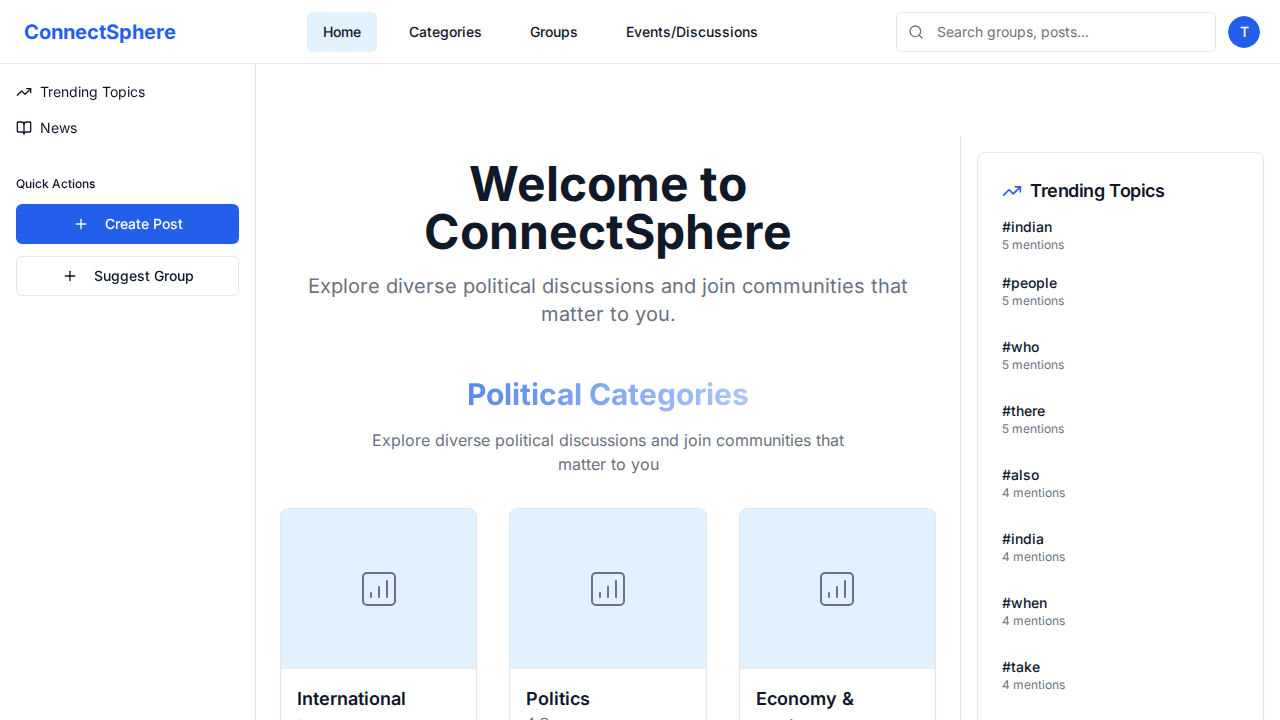 ConnectSphere
Home
Categories
Groups
Events/Discussions
Search groups, posts...
T
Trending Topics
News
Quick Actions
Create Post
Suggest Group
Welcome to
ConnectSphere
Explore diverse political discussions and join communities that
matter to you.
Political Categories
Explore diverse political discussions and join communities that
matter to you
International
Politics
Economy &
Trending Topics
#indian
5 mentions
#people
5 mentions
#who
5 mentions
#there
5 mentions
#also
4 mentions
#india
4 mentions
#when
4 mentions
#take
4 mentions